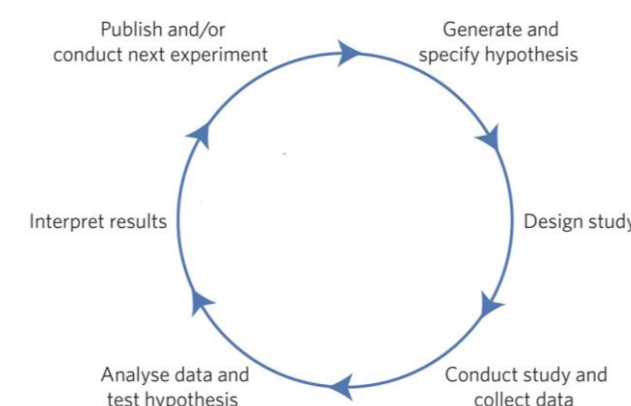 Publish and/or
conduct next experiment
Generate and
specify hypothesis
Interpret results
Design study
Analyse data and
test hypothesis
Conduct study and
collect data